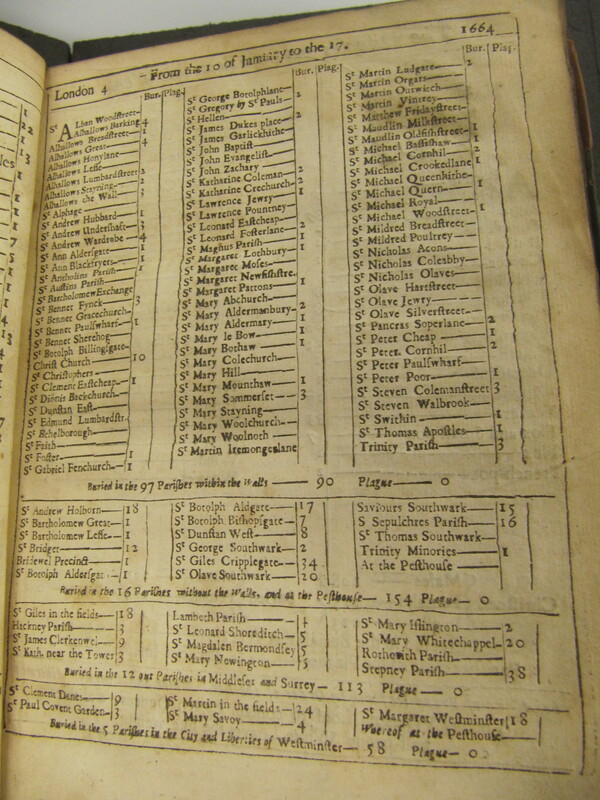 1664
From the 10 of January to the 17.
London 4 Bur. Plag.
Sᵗ ALban Woodstreet—
Alhallows Barking 4
Alhallows Breadstreet— 1
Alhallows Great— 4
Alhallows Honylane—
Alhallows Lesse—
Alhallows Lumbardstreet 2
Alhallows Stayning— 2
Alhallows the Wall— 3
Sᵗ Alphage—
Sᵗ Andrew Hubbard— 1
Sᵗ Andrew Undershaft— 3
Sᵗ Andrew Wardrobe— 4
Sᵗ Ann Aldersgate— 1
Sᵗ Ann Blackfryers— 1
Sᵗ Antholins Parish— 1
Sᵗ Austins Parish—
Sᵗ Bartholomew Exchange
Sᵗ Bennet Fynck— 3
Sᵗ Bennet Gracechurch—
Sᵗ Bennet Paulswharf— 1
Sᵗ Bennet Sherehog—
Sᵗ Botolph Billingsgate—
Christ Church— 10
Sᵗ Christophers—
Sᵗ Clement Eastcheap— 1
Sᵗ Dionis Backchurch—
Sᵗ Dunstan East—
Sᵗ Edmund Lumbardstr.
Sᵗ Ethelborough—
Sᵗ Faith—
Sᵗ Foster— 1
Sᵗ Gabriel Fenchurch— 1
Bur. Plag.
Sᵗ George Botolphlane—
Sᵗ Gregory by Sᵗ Pauls— 2
Sᵗ Hellen—
Sᵗ James Dukes place— 2
Sᵗ James Garlickhithe—
Sᵗ John Baptist—
Sᵗ John Evangelist—
Sᵗ John Zachary—
Sᵗ Katharine Coleman— 2
Sᵗ Katharine Crechurch— 1
Sᵗ Lawrence Jewry—
Sᵗ Lawrence Pountney—
Sᵗ Leonard Eastcheap— 2
Sᵗ Leonard Fosterlane— 1
Sᵗ Magnus Parish—
Sᵗ Margaret Lothbury— 1
Sᵗ Margaret Moses—
Sᵗ Margaret Newfishstre.
Sᵗ Margaret Pattons— 1
Sᵗ Mary Abchurch—
Sᵗ Mary Aldermanbury— 2
Sᵗ Mary Aldermary— 1
Sᵗ Mary le Bow—
Sᵗ Mary Bothaw— 1
Sᵗ Mary Colechurch—
Sᵗ Mary Hill—
Sᵗ Mary Mounthaw— 1
Sᵗ Mary Sommerset— 3
Sᵗ Mary Stayning—
Sᵗ Mary Woolchurch—
Sᵗ Mary Woolnoth—
Sᵗ Martin Iremongerlane
Bur. Plag.
Sᵗ Martin Ludgate— 2
Sᵗ Martin Orgars—
Sᵗ Martin Outwitch—
Sᵗ Martin Vintrey—
Sᵗ Matthew Fridaystreet—
Sᵗ Maudlin Milkstreet—
Sᵗ Maudlin Oldfishstreet— 1
Sᵗ Michael Bassishaw— 1
Sᵗ Michael Cornhil— 2
Sᵗ Michael Crookedlane 1
Sᵗ Michael Queenhithe—
Sᵗ Michael Quern— 1
Sᵗ Michael Royal—
Sᵗ Michael Woodstreet— 1
Sᵗ Mildred Breadstreet—
Sᵗ Mildred Poultrey—
Sᵗ Nicholas Acons—
Sᵗ Nicholas Coleabby—
Sᵗ Nicholas Olaves—
Sᵗ Olave Hartstreet—
Sᵗ Olave Jewry—
Sᵗ Olave Silverstreet—
Sᵗ Pancras Soperlane— 2
Sᵗ Peter Cheap— 1
Sᵗ Peter Cornhil— 2
Sᵗ Peter Paulswharf—
Sᵗ Peter Poor— 1
Sᵗ Steven Colemanstreet 3
Sᵗ Steven Walbrook—
Sᵗ Swithin— 1
Sᵗ Thomas Apostles— 1
Trinity Parish— 3
Buried in the 97 Parishes within the Walls— 90 Plague— 0
Sᵗ Andrew Holborn— 18
Sᵗ Bartholomew Great— 1
Sᵗ Bartholomew Lesse— 1
Sᵗ Bridget— 12
Bridewel Precinct— 1
Sᵗ Botolph Aldersgat— 1
Sᵗ Botolph Aldgate— 17
Sᵗ Botolph Bishopsgate— 7
Sᵗ Dunstan West— 8
Sᵗ George Southwark— 2
Sᵗ Giles Cripplegate— 34
Sᵗ Olave Southwark— 20
Saviours Southwark— 15
S Sepulchres Parish— 16
Sᵗ Thomas Southwark—
Trinity Minories— 1
At the Pesthouse—
Buried in the 16 Parishes without the Walls, and at the Pesthouse— 154 Plague— 0
Sᵗ Giles in the fields— 18
Hackney Parish— 3
Sᵗ James Clerkenwel— 9
Sᵗ Kath. near the Tower 3
Lambeth Parish— 4
Sᵗ Leonard Shoreditch— 5
Sᵗ Magdalen Bermondsey 5
Sᵗ Mary Newington— 5
Sᵗ Mary Islington— 2
Sᵗ Mary Whitechappel— 20
Rothorith Parish—
Stepney Parish— 38
Buried in the 12 out Parishes in Middlesex and Surrey— 113 Plague— 0
Sᵗ Clement Danes— 9
Sᵗ Paul Covent Garden— 3
Sᵗ Martin in the fields— 24
Sᵗ Mary Savoy— 4
Sᵗ Margaret Westminster 18
Whereof at the Pesthouse—
Buried in the 5 Parishes in the City and Liberties of Westminster— 58 Plague— 0